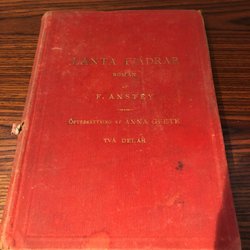 LÅNTA FJÄDRAR
ROMAN
AF
F. ANSTEY
ÖFVERSÄTTNING AF ANNA GEETE
TVÅ DELAR